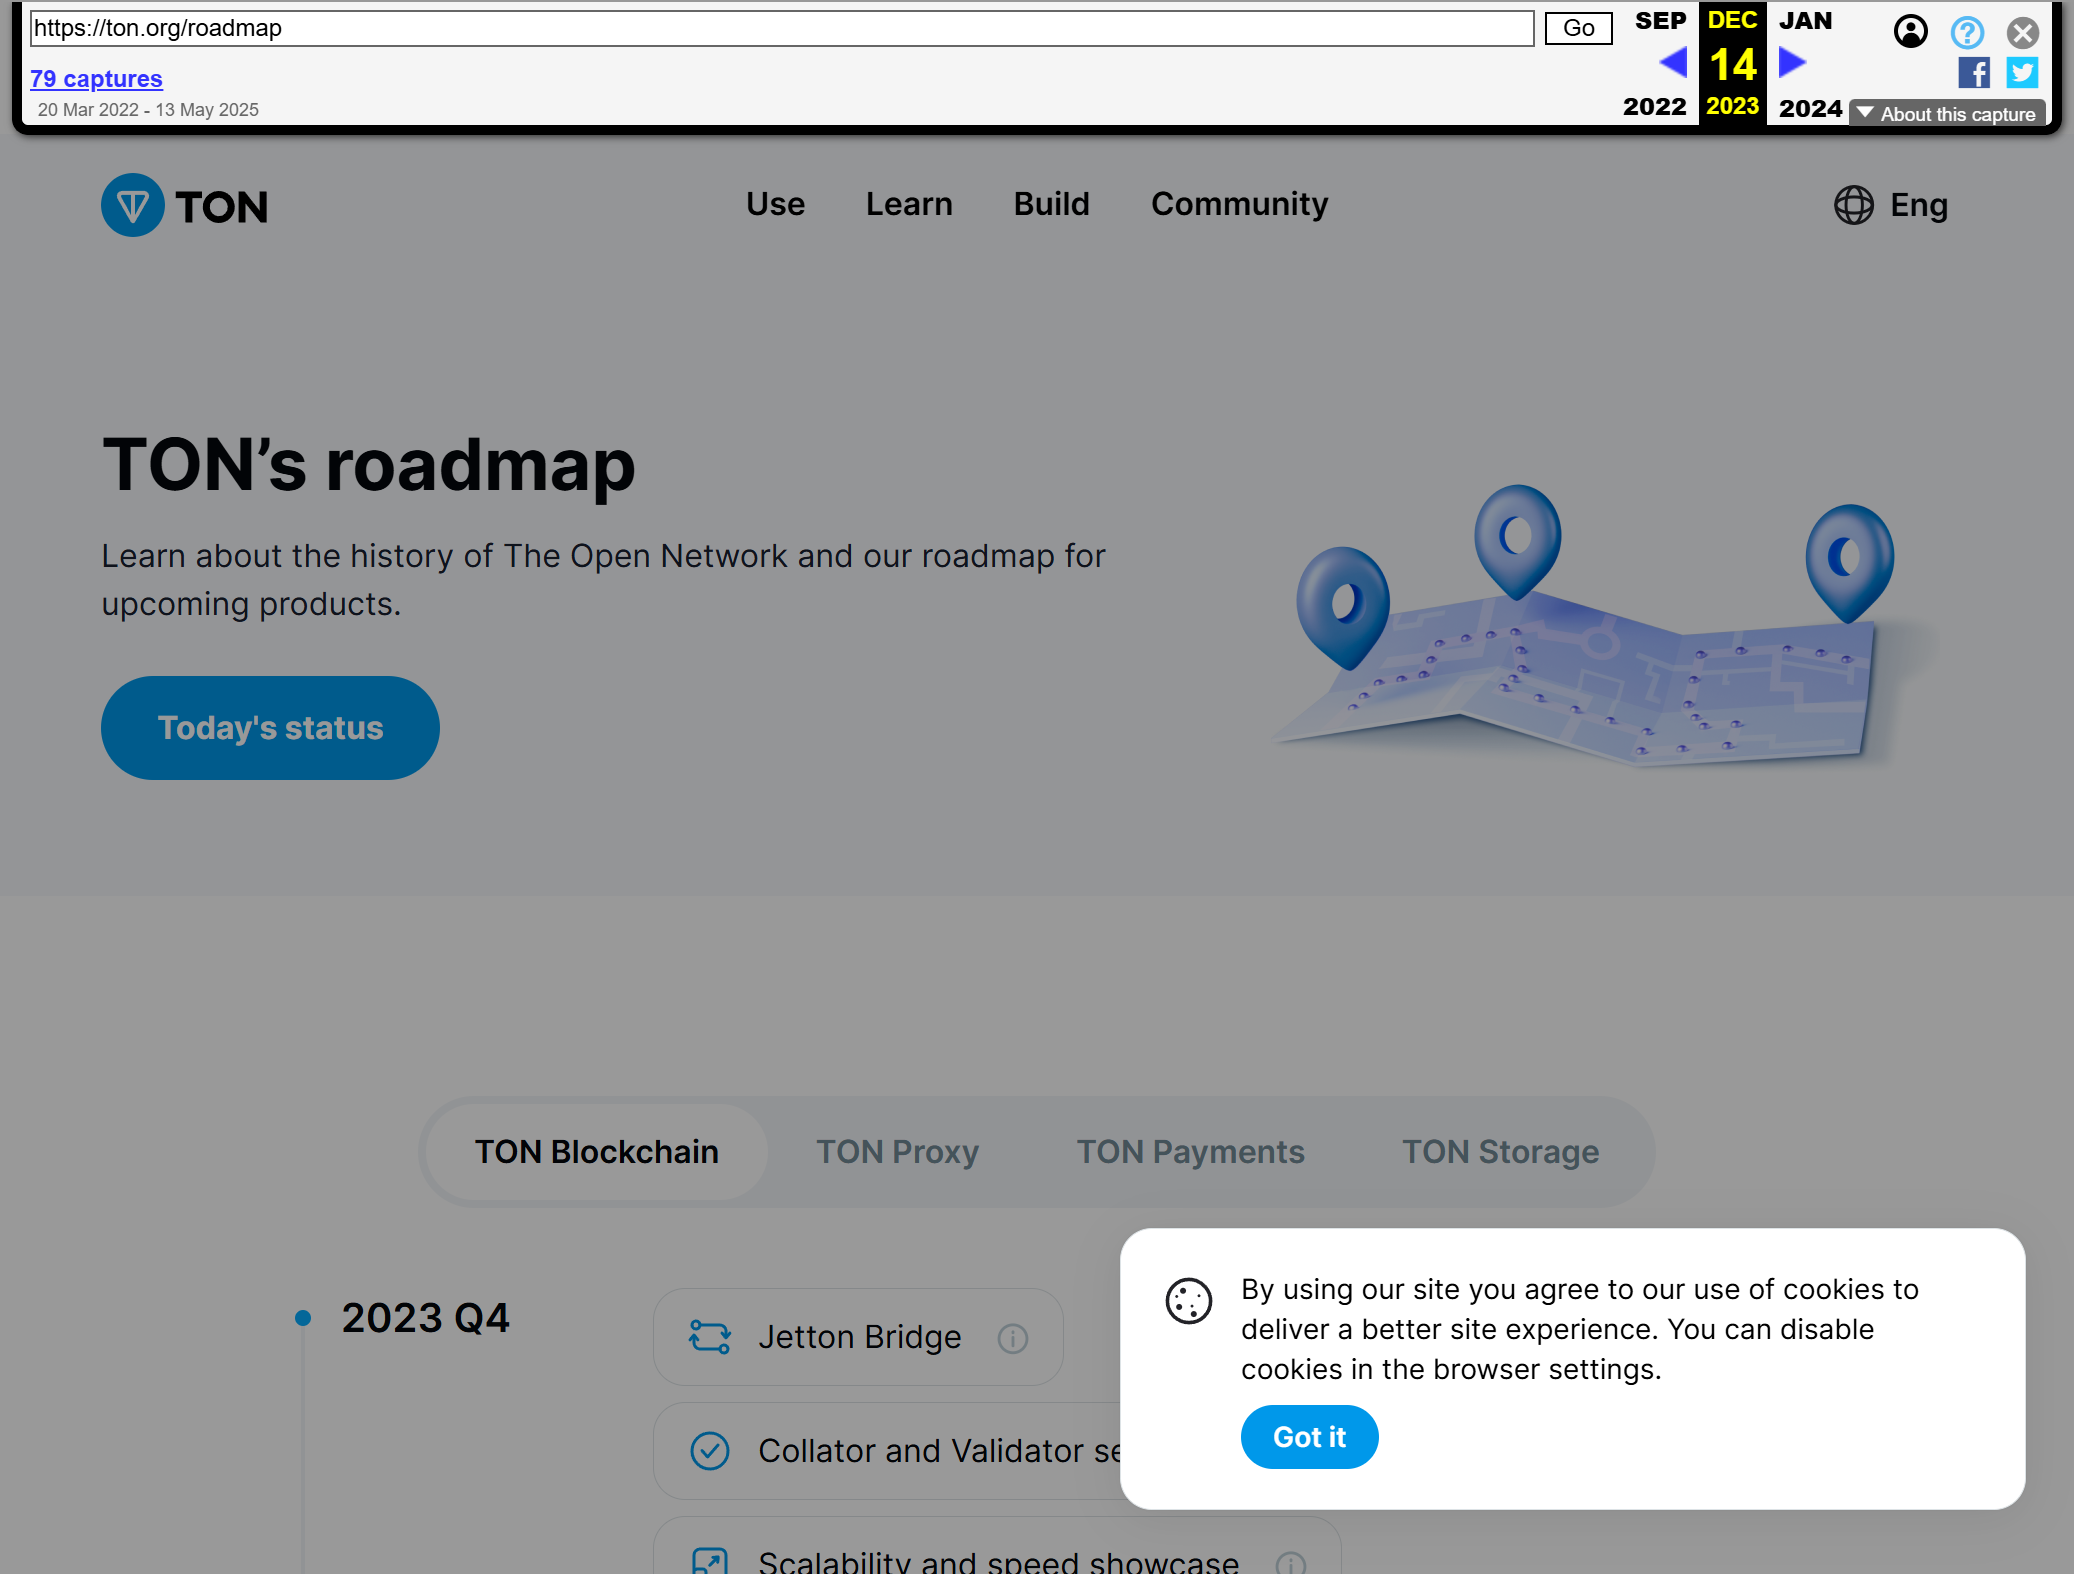 https://ton.org/roadmap
Go
SEP
DEC
JAN
79 captures
14
20 Mar 2022 - 13 May 2025
2022
2023
2024
About this capture
TON
Use
Learn
Build
Community
Eng
TON’s roadmap
Learn about the history of The Open Network and our roadmap for
upcoming products.
Today's status
TON Blockchain
TON Proxy
TON Payments
TON Storage
2023 Q4
Jetton Bridge
Collator and Validator
Scalability and speed showcase
By using our site you agree to our use of cookies to
deliver a better site experience. You can disable
cookies in the browser settings.
Got it